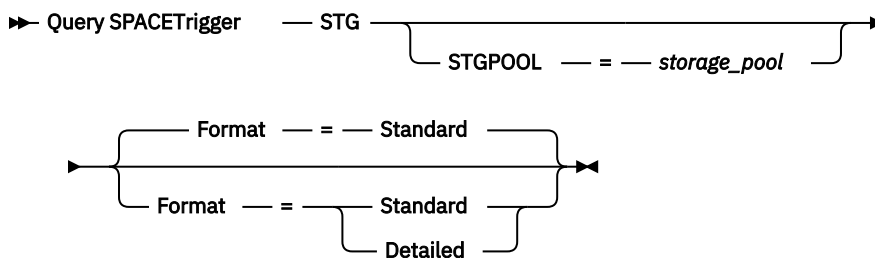 Query SPACETrigger STG
STGPOOL = storage_pool
Format = Standard
Format = Standard
Detailed